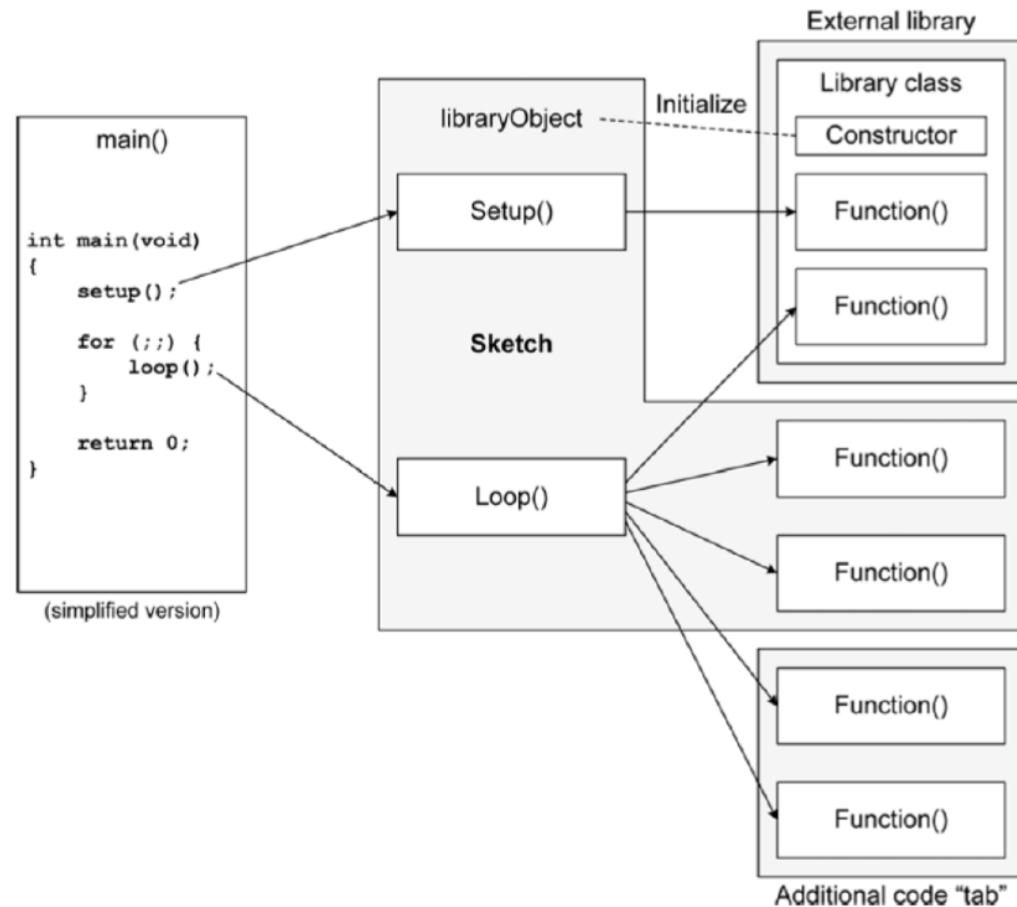 External library
Library class
libraryObject
Initialize
Constructor
main()
Setup()
Function()
int main(void)
{
setup();
Function()
for (;;) {
Sketch
loop();
}
return 0;
}
Function()
Loop()
Function()
(simplified version)
Function()
Function()
Additional code “tab”